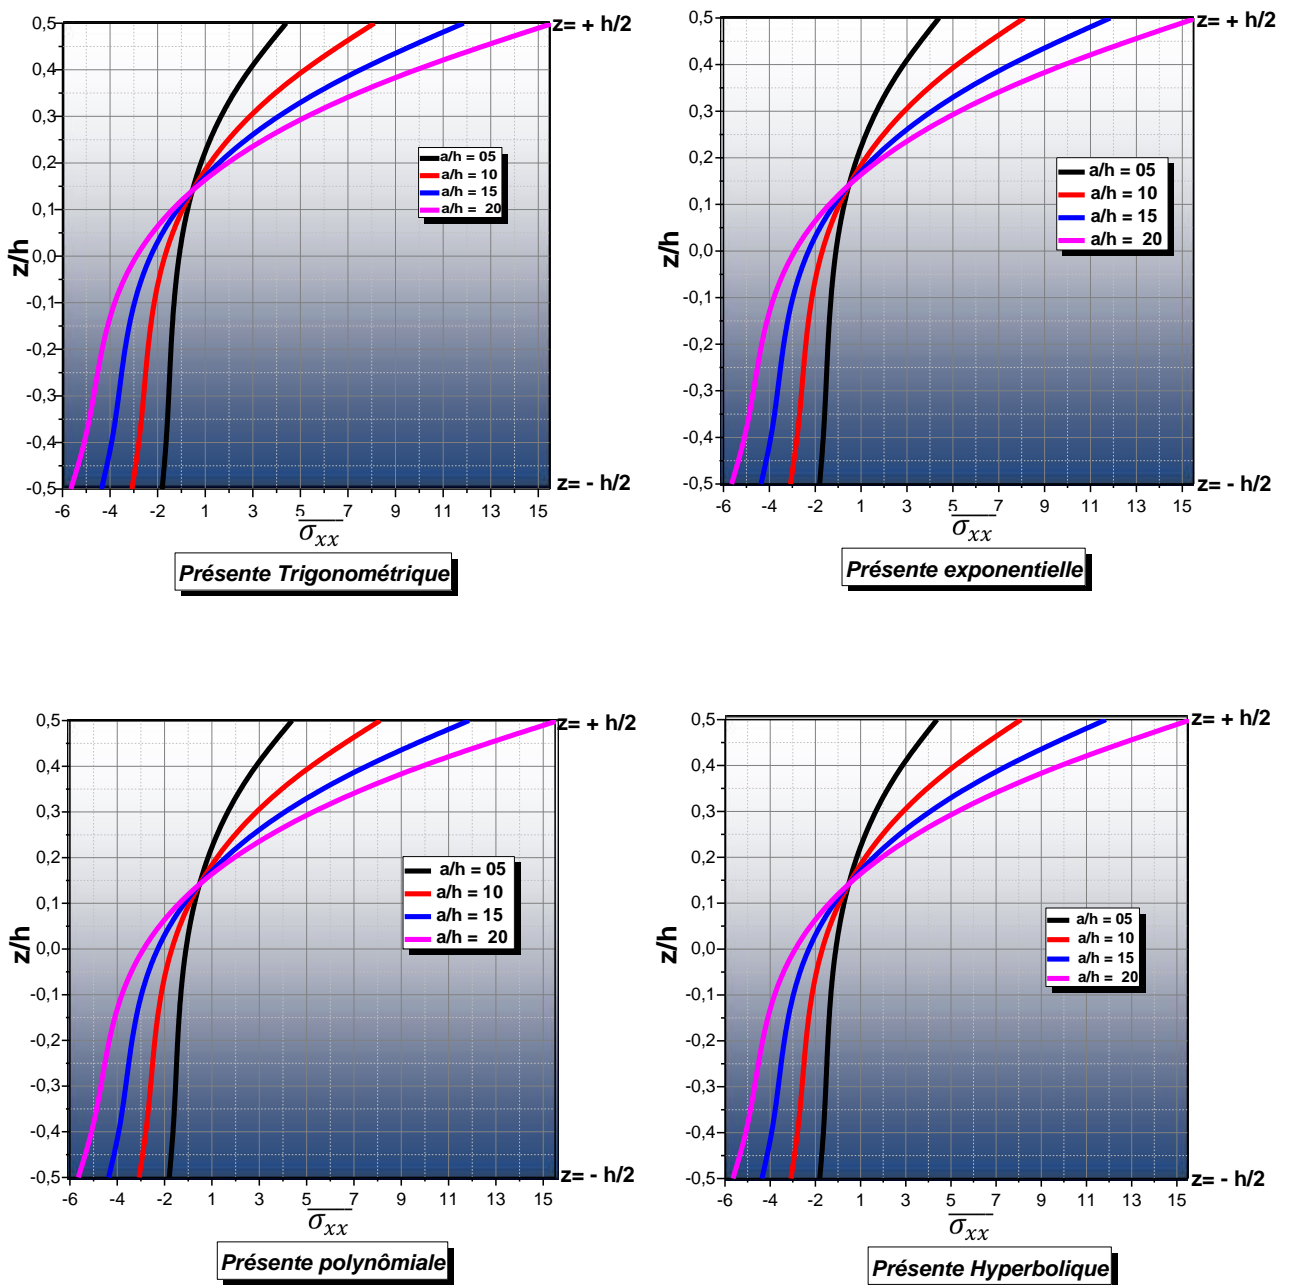 z= + h/2
0,5
0,4
0,3
0,2
0,1
0,0
-0,1
-0,2
-0,3
-0,4
-0,5
z/h
a/h = 05
a/h = 10
a/h = 15
a/h = 20
z= - h/2
-6 -4 -2 1 3 5 7 9 11 13 15
σxx
Présente Trigonométrique
z= + h/2
0,5
0,4
0,3
0,2
0,1
0,0
-0,1
-0,2
-0,3
-0,4
-0,5
z/h
a/h = 05
a/h = 10
a/h = 15
a/h = 20
z= - h/2
-6 -4 -2 1 3 5 7 9 11 13 15
σxx
Présente exponentielle
z= + h/2
0,5
0,4
0,3
0,2
0,1
0,0
-0,1
-0,2
-0,3
-0,4
-0,5
z/h
a/h = 05
a/h = 10
a/h = 15
a/h = 20
z= - h/2
-6 -4 -2 1 3 5 7 9 11 13 15
σxx
Présente polynômiale
z= + h/2
0,5
0,4
0,3
0,2
0,1
0,0
-0,1
-0,2
-0,3
-0,4
-0,5
z/h
a/h = 05
a/h = 10
a/h = 15
a/h = 20
z= - h/2
-6 -4 -2 1 3 5 7 9 11 13 15
σxx
Présente Hyperbolique